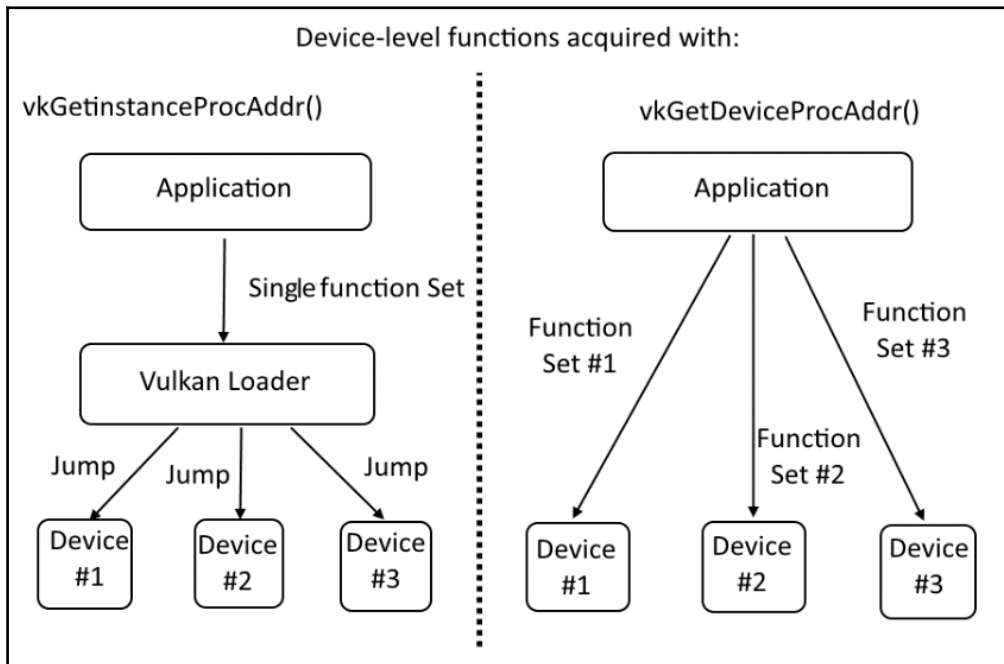 Device-level functions acquired with:
vkGetinstanceProcAddr()
Application
Single function Set
Vulkan Loader
Jump
Jump
Jump
Device
#1
Device
#2
Device
#3
vkGetDeviceProcAddr()
Application
Function
Set #1
Function
Set #2
Function
Set #3
Device
#1
Device
#2
Device
#3